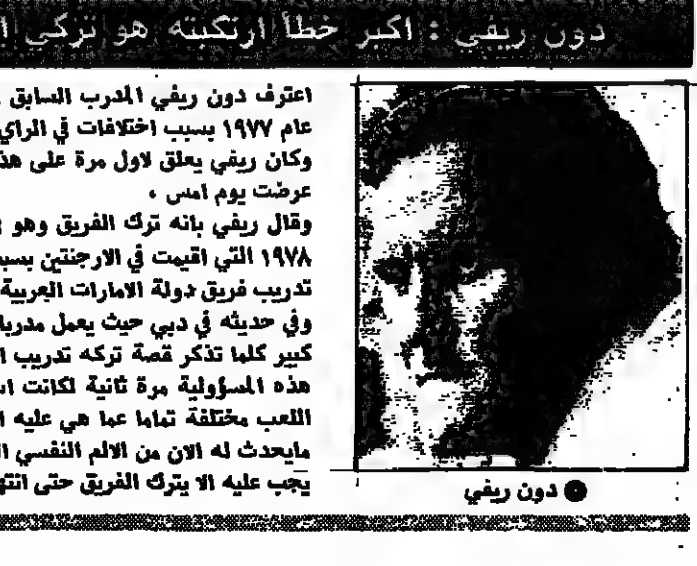 دون ريفي : اكبر خطأ ارتكبته هو تركي
اعترف دون ريفي المدرب السابق
عام ١٩٧٧ بسبب اختلافات في الراي
وكان ريفي يعلق لاول مرة على هذ
عرضت يوم امس ،
وقال ريفي بانه ترك الفريق وهو
١٩٧٨ التي اقيمت في الارجنتين بسب
تدريب فريق دولة الامارات العربية
وفي حديثه في دبي حيث يعمل مدربا
كبير كلما تذكر قصة تركه تدريب ا
هذه المسؤولية مرة ثانية لكانت ا
اللعب مختلفة تماما عما هي عليه ا
مايحدث له الان من الالم النفسي ا
يجب عليه الا يترك الفريق حتى انته
دون ريفي